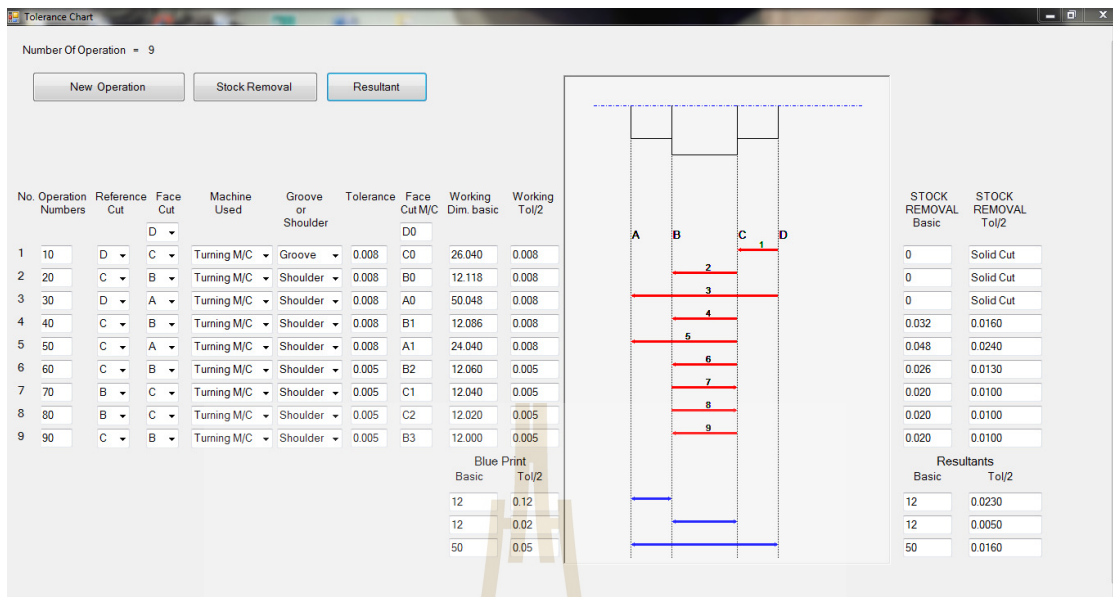 Tolerance Chart
Number Of Operation = 9
New Operation Stock Removal Resultant
No. Operation Numbers Reference Cut Face Cut Machine Used Groove or Shoulder Tolerance Face Cut M/C Working Dim. basic Working Tol/2 STOCK REMOVAL Basic STOCK REMOVAL Tol/2
D D0
A B C D
1 10 D C Turning M/C Groove 0.008 C0 26.040 0.008 1 0 Solid Cut
2 20 C B Turning M/C Shoulder 0.008 B0 12.118 0.008 2 0 Solid Cut
3 30 D A Turning M/C Shoulder 0.008 A0 50.048 0.008 3 0 Solid Cut
4 40 C B Turning M/C Shoulder 0.008 B1 12.086 0.008 4 0.032 0.0160
5 50 C A Turning M/C Shoulder 0.008 A1 24.040 0.008 5 0.048 0.0240
6 60 C B Turning M/C Shoulder 0.005 B2 12.060 0.005 6 0.026 0.0130
7 70 B C Turning M/C Shoulder 0.005 C1 12.040 0.005 7 0.020 0.0100
8 80 B C Turning M/C Shoulder 0.005 C2 12.020 0.005 8 0.020 0.0100
9 90 C B Turning M/C Shoulder 0.005 B3 12.000 0.005 9 0.020 0.0100
Blue Print Resultants
Basic Tol/2 Basic Tol/2
12 0.12 12 0.0230
12 0.02 12 0.0050
50 0.05 50 0.0160